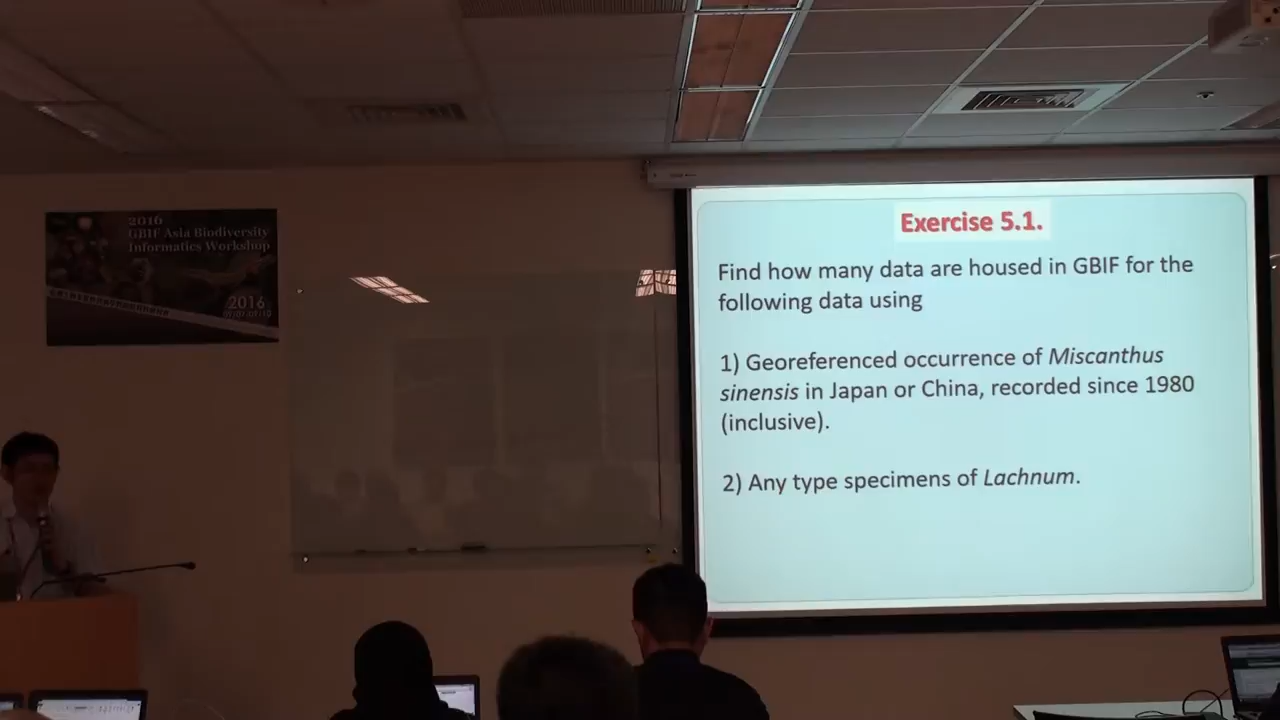 2016
GBIF Asia Biodiversity
Informatics Workshop
2016
Exercise 5.1.
Find how many data are housed in GBIF for the
following data using
1) Georeferenced occurrence of Miscanthus
sinensis in Japan or China, recorded since 1980
(inclusive).
2) Any type specimens of Lachnum.